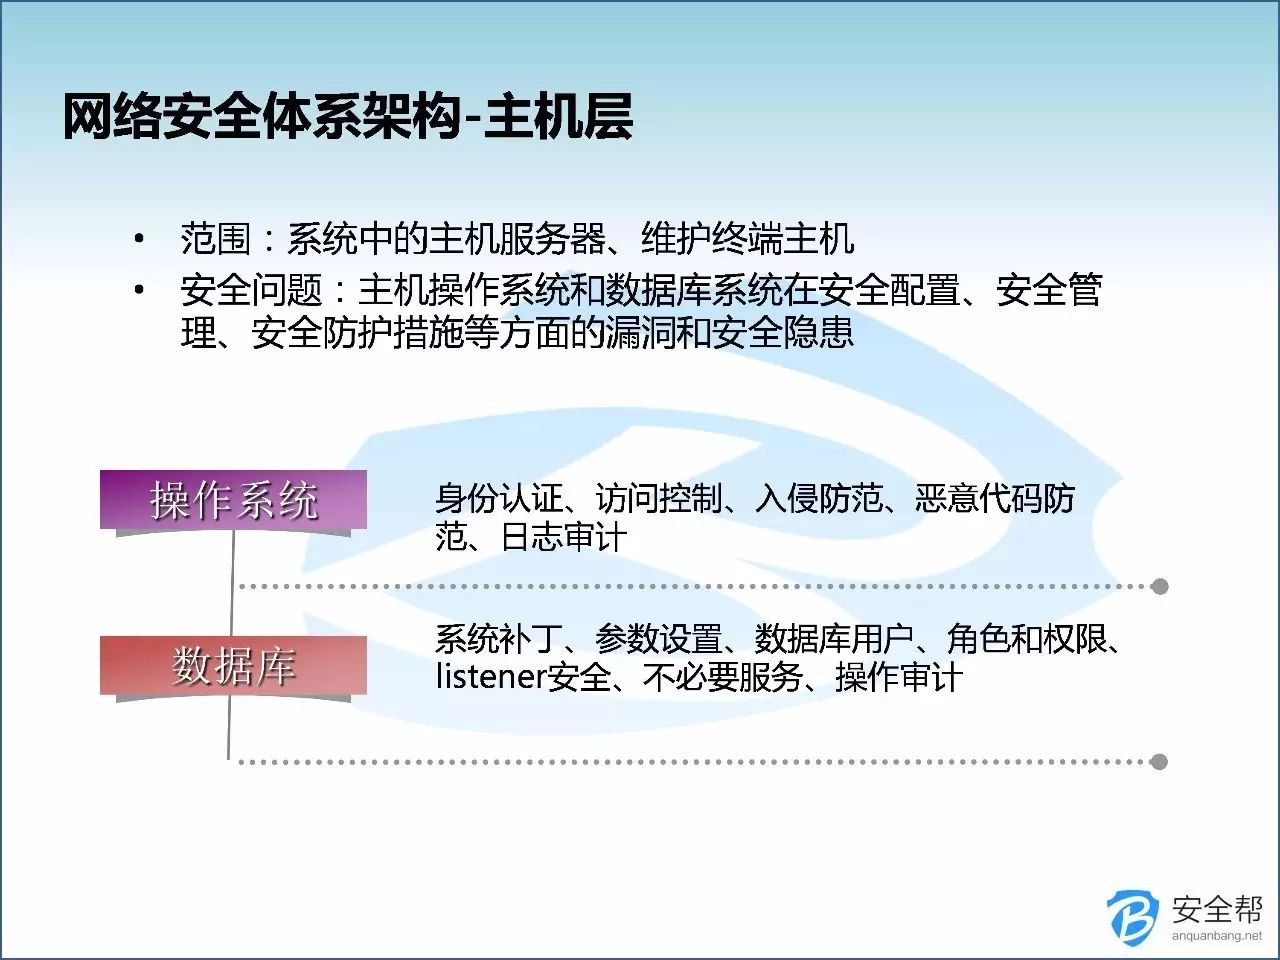 网络安全体系架构-主机层
• 范围：系统中的主机服务器、维护终端主机
• 安全问题：主机操作系统和数据库系统在安全配置、安全管
理、安全防护措施等方面的漏洞和安全隐患
操作系统
身份认证、访问控制、入侵防范、恶意代码防
范、日志审计
数据库
系统补丁、参数设置、数据库用户、角色和权限、
listener安全、不必要服务、操作审计
安全帮
anquanbang.net